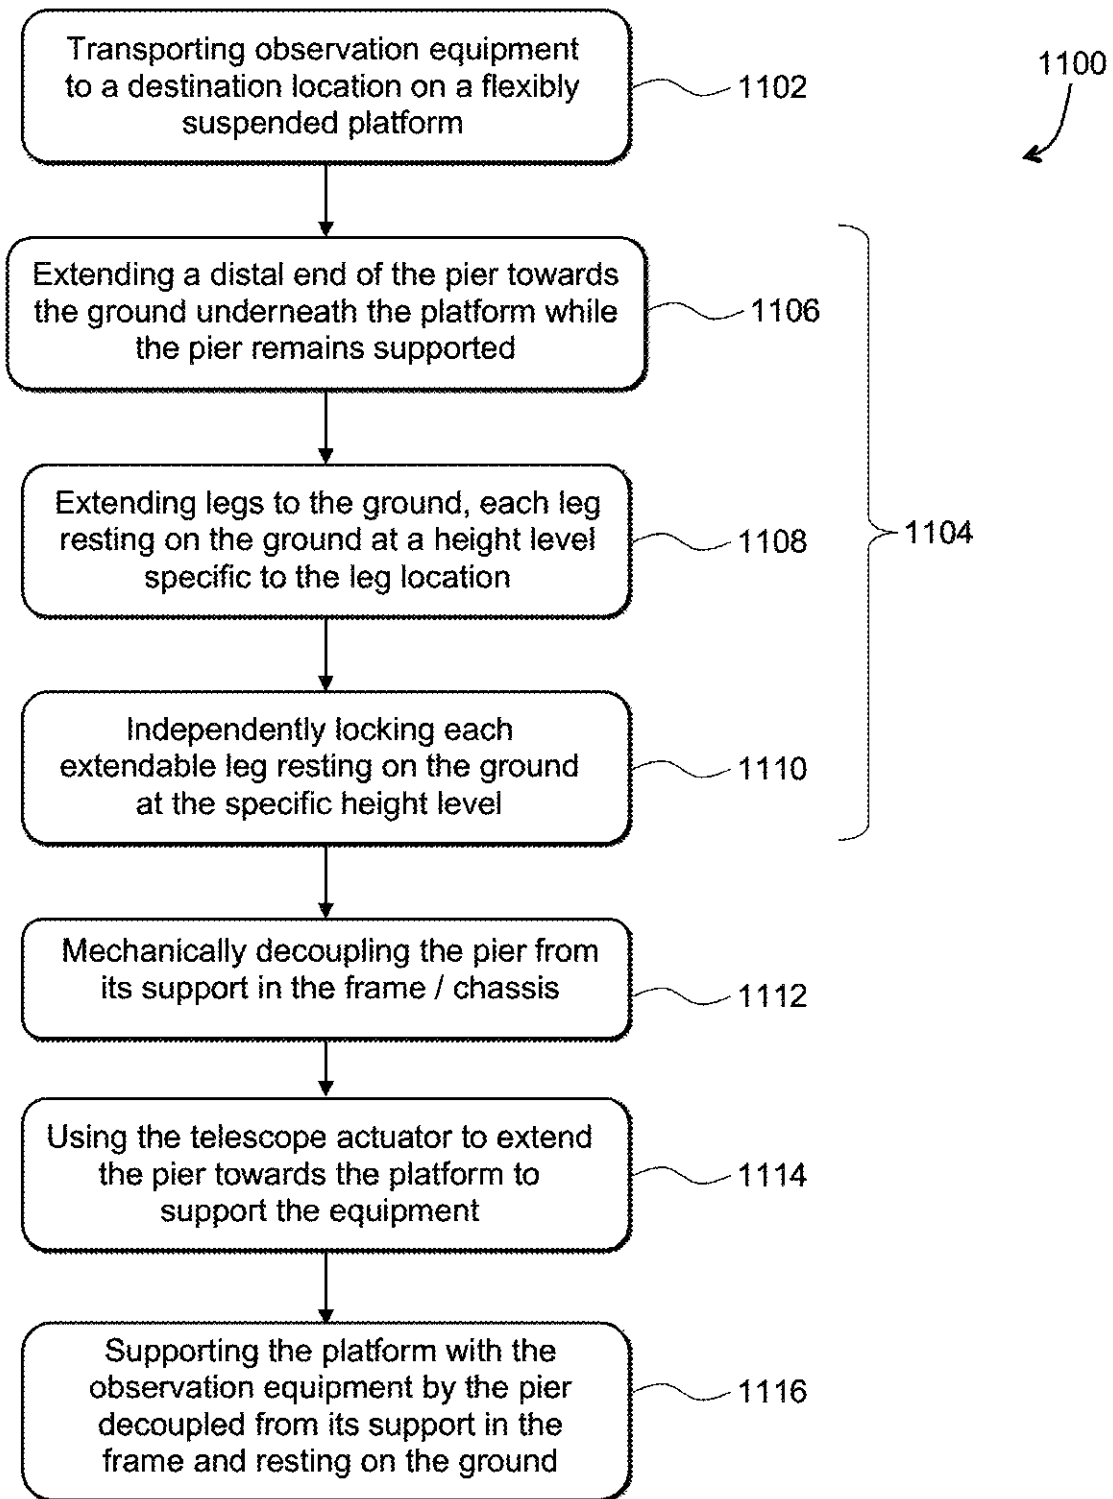 1100
Transporting observation equipment
to a destination location on a flexibly
suspended platform
1102
Extending a distal end of the pier towards
the ground underneath the platform while
the pier remains supported
1106
Extending legs to the ground, each leg
resting on the ground at a height level
specific to the leg location
1108
1104
Independently locking each
extendable leg resting on the ground
at the specific height level
1110
Mechanically decoupling the pier from
its support in the frame / chassis
1112
Using the telescope actuator to extend
the pier towards the platform to
support the equipment
1114
Supporting the platform with the
observation equipment by the pier
decoupled from its support in the
frame and resting on the ground
1116